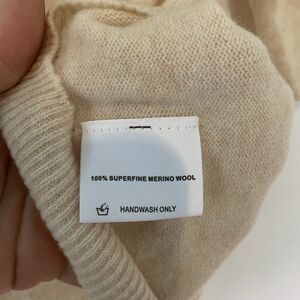 100% SUPERFINE MERINO WOOL
HANDWASH ONLY